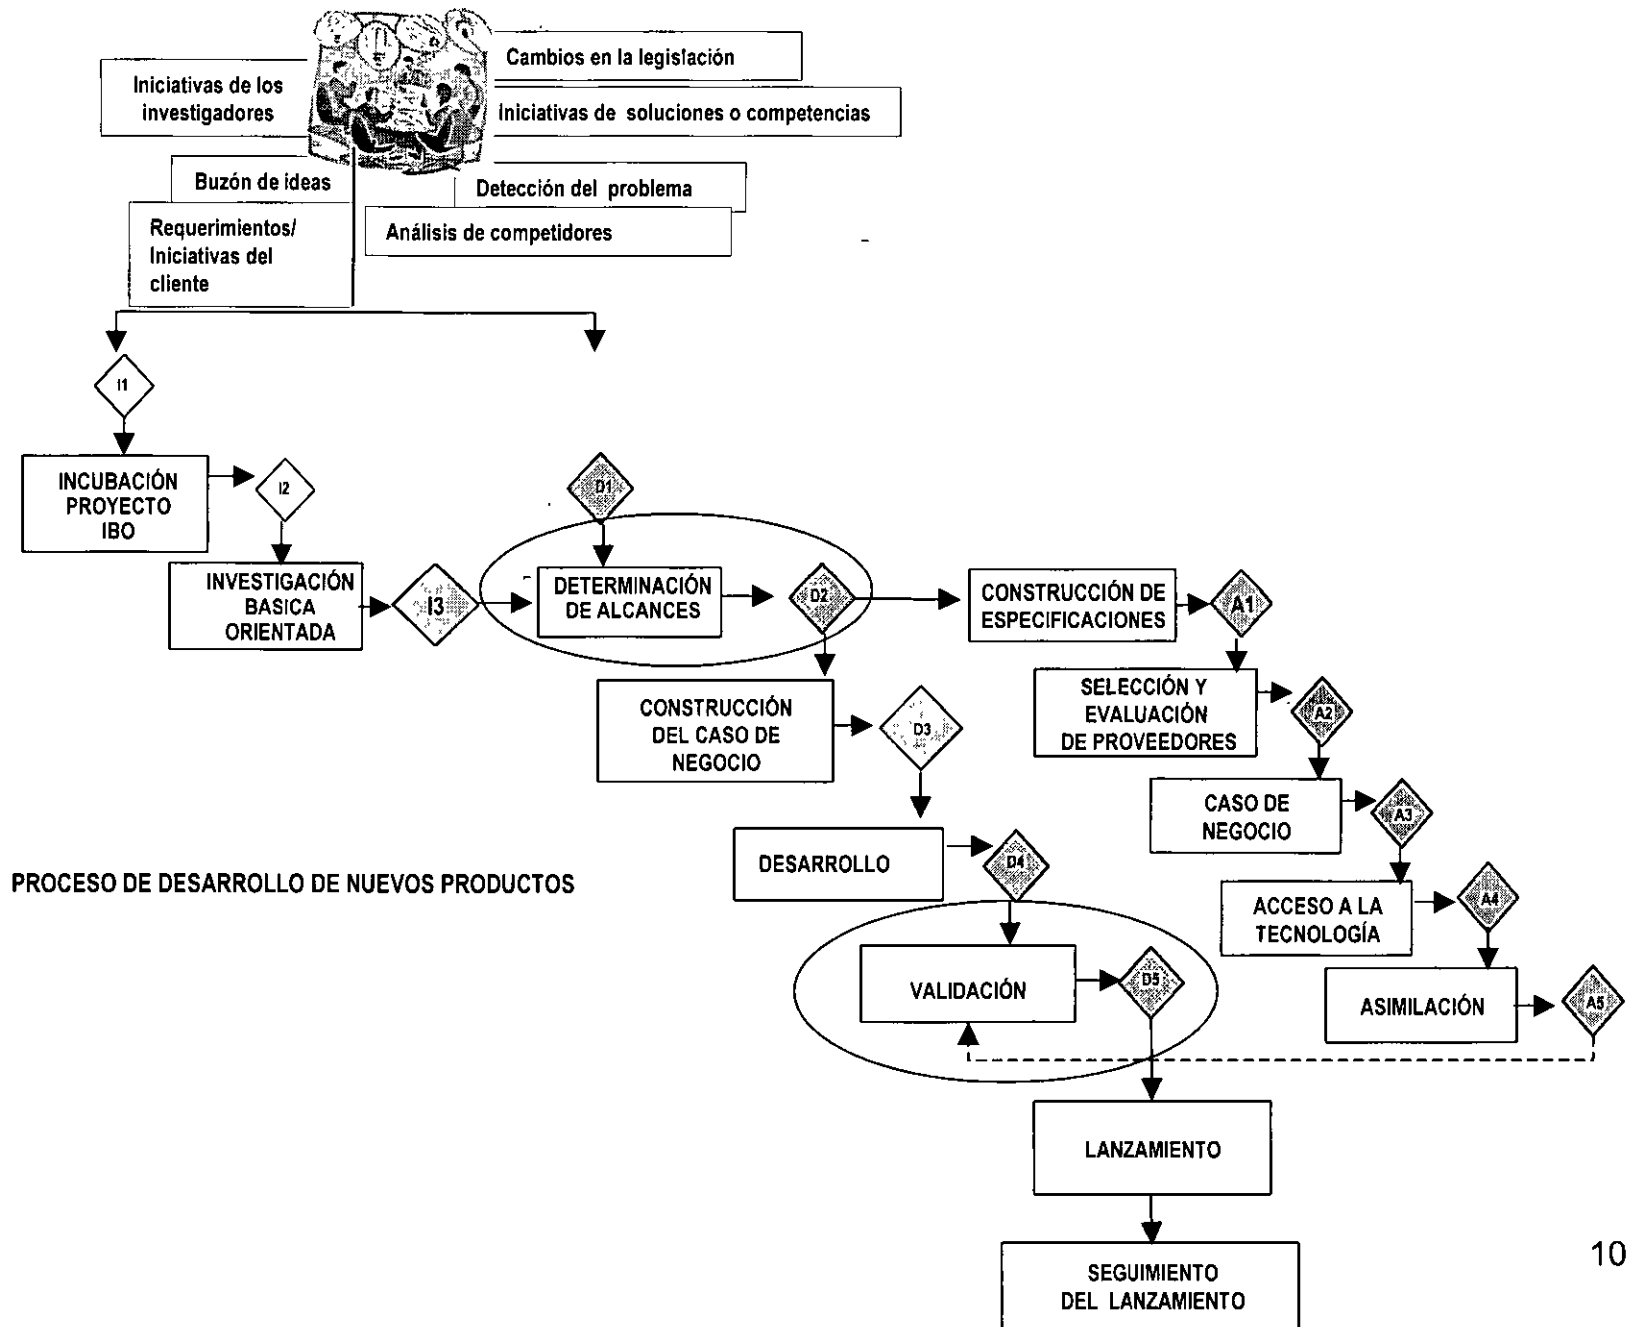 Cambios en la legislación
Iniciativas de los
investigadores
Iniciativas de soluciones o competencias
Buzón de ideas
Detección del problema
Requerimientos/
Iniciativas del
cliente
Análisis de competidores
I1
INCUBACIÓN
PROYECTO
IBO
I2
D1
INVESTIGACIÓN
BASICA
ORIENTADA
I3
DETERMINACIÓN
DE ALCANCES
D2
CONSTRUCCIÓN DE
ESPECIFICACIONES
A1
CONSTRUCCIÓN
DEL CASO DE
NEGOCIO
D3
SELECCIÓN Y
EVALUACIÓN
DE PROVEEDORES
A2
CASO DE
NEGOCIO
A3
DESARROLLO
D4
PROCESO DE DESARROLLO DE NUEVOS PRODUCTOS
ACCESO A LA
TECNOLOGÍA
A4
VALIDACIÓN
D5
ASIMILACIÓN
A5
LANZAMIENTO
SEGUIMIENTO
DEL LANZAMIENTO
10